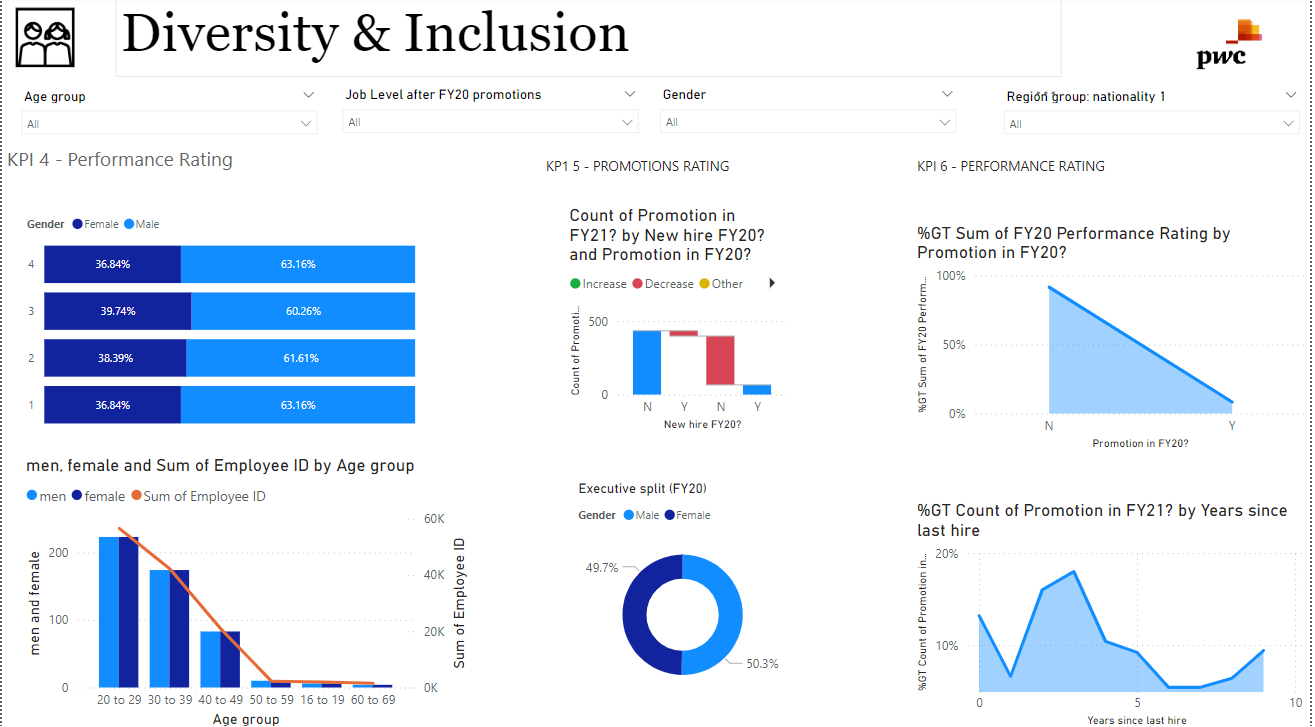 Diversity & Inclusion
pwc
Age group
All
Job Level after FY20 promotions
All
Gender
All
Region group: nationality 1
All
KPI 4 - Performance Rating
Gender Female Male
4 36.84% 63.16%
3 39.74% 60.26%
2 38.39% 61.61%
1 36.84% 63.16%
men, female and Sum of Employee ID by Age group
men female Sum of Employee ID
men and female
200
100
0
60K
40K
20K
0K
Sum of Employee ID
20 to 29 30 to 39 40 to 49 50 to 59 16 to 19 60 to 69
Age group
KP1 5 - PROMOTIONS RATING
Count of Promotion in
FY21? by New hire FY20?
and Promotion in FY20?
Increase Decrease Other
Count of Promoti...
500
0
N Y N Y
New hire FY20?
Executive split (FY20)
Gender Male Female
49.7%
50.3%
KPI 6 - PERFORMANCE RATING
%GT Sum of FY20 Performance Rating by
Promotion in FY20?
%GT Sum of FY20 Perform...
100%
50%
0%
N Y
Promotion in FY20?
%GT Count of Promotion in FY21? by Years since
last hire
%GT Count of Promotion in...
20%
10%
0 5 10
Years since last hire